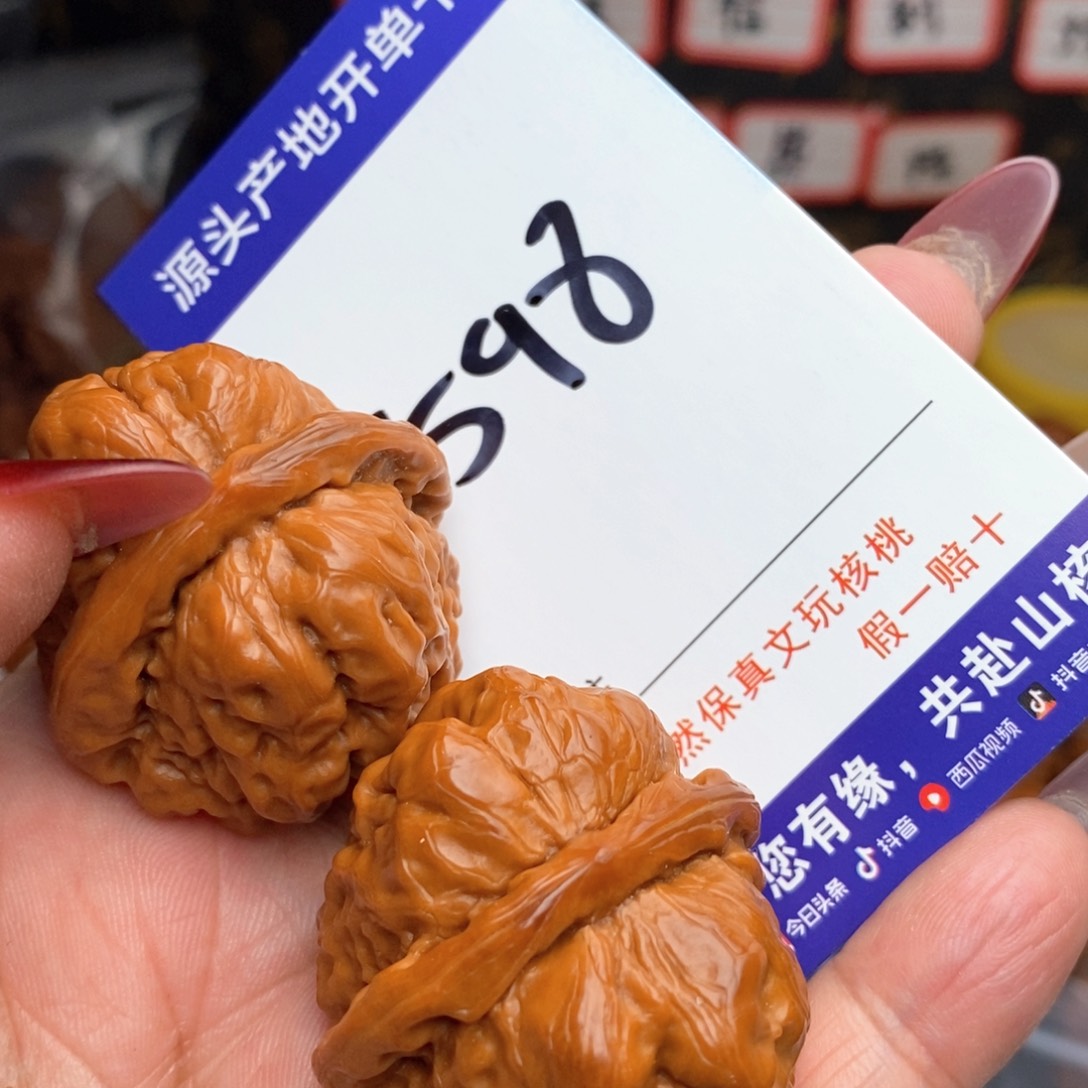 源头产地开单
598
然保真文玩核桃
假一赔十
您有缘，共赴山核
今日头条 抖音 西瓜视频 抖音